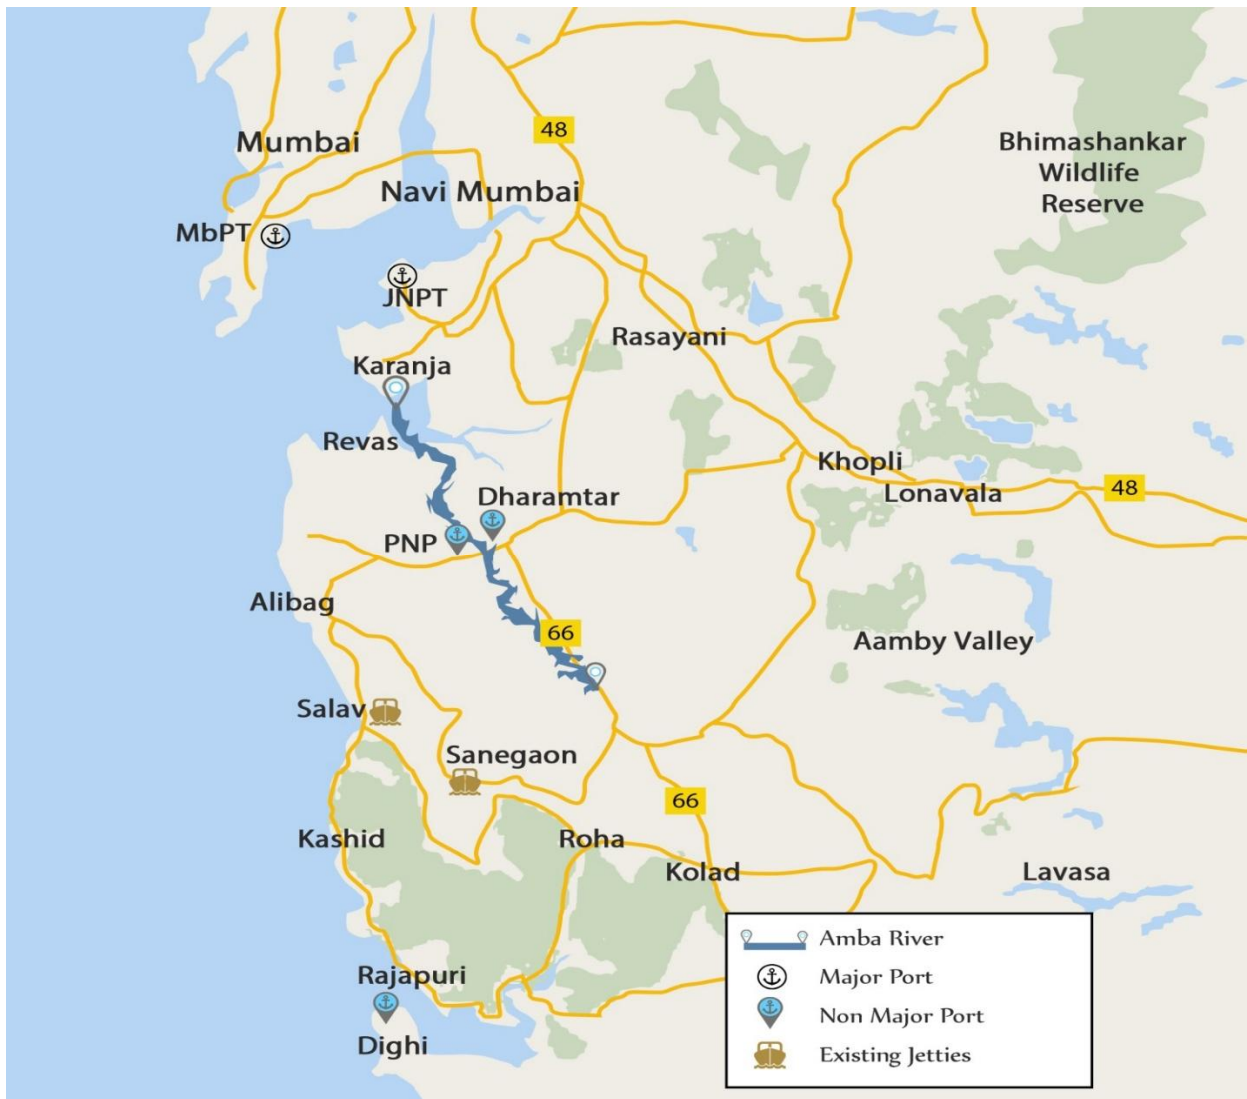 48
Mumbai
Bhimashankar
Wildlife
Reserve
Navi Mumbai
MbPT
JNPT
Rasayani
Karanja
Revas
Khopli
Lonavala
48
Dharamtar
PNP
Alibag
66
Aamby Valley
Salav
Sanegaon
66
Kashid
Roha
Kolad
Lavasa
Rajapuri
Dighi
Amba River
Major Port
Non Major Port
Existing Jetties